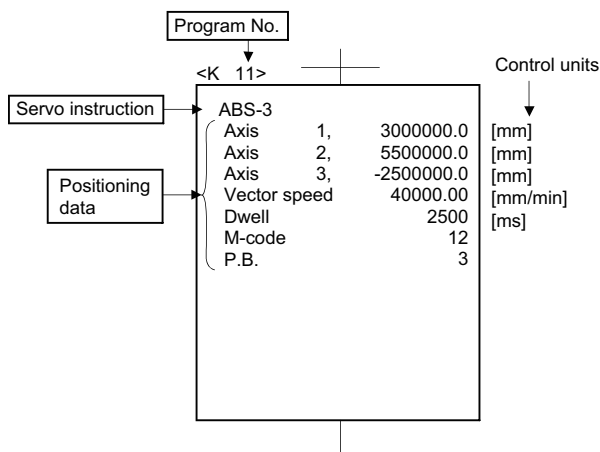 Program No.
<K 11>
Control units
Servo instruction
ABS-3
Axis 1, 3000000.0 [mm]
Axis 2, 5500000.0 [mm]
Axis 3, -2500000.0 [mm]
Positioning data
Vector speed 40000.00 [mm/min]
Dwell 2500 [ms]
M-code 12
P.B. 3